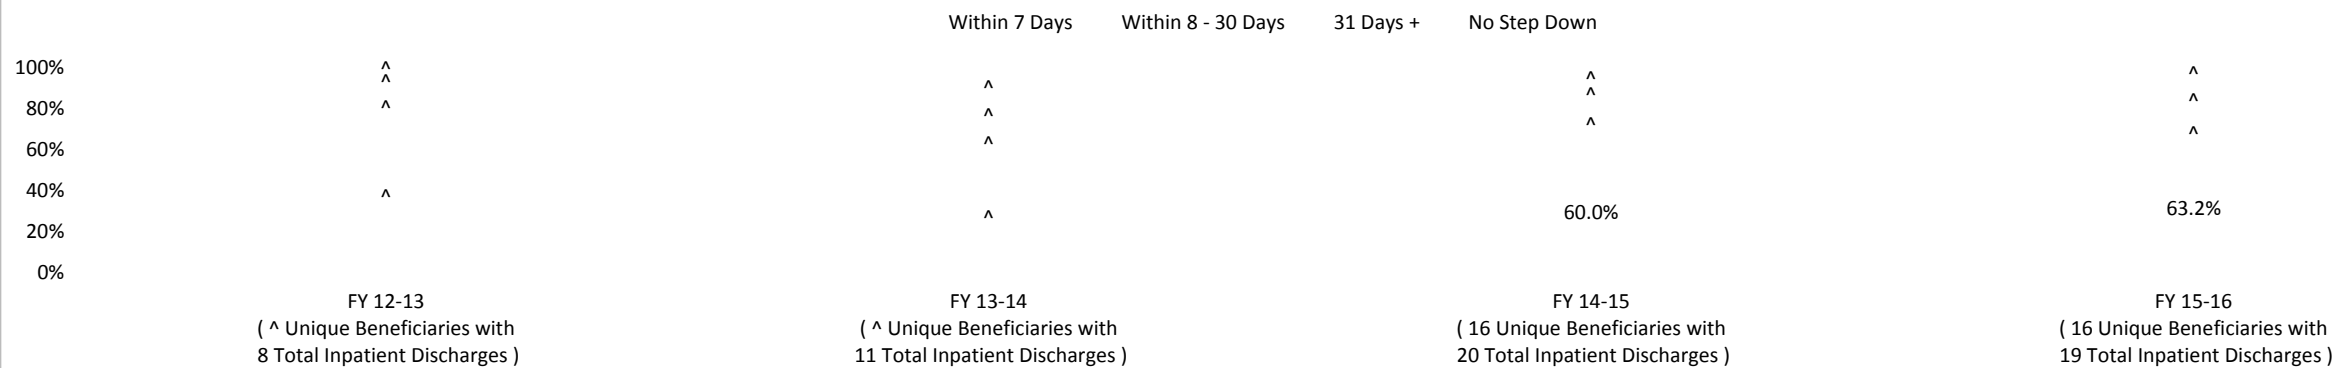 Within 7 Days Within 8 - 30 Days 31 Days + No Step Down
100%
80%
60%
40%
20%
0%
^
^
^
^
^
^
^
^
^
^
^
60.0%
^
^
^
63.2%
FY 12-13
( ^ Unique Beneficiaries with
8 Total Inpatient Discharges )
FY 13-14
( ^ Unique Beneficiaries with
11 Total Inpatient Discharges )
FY 14-15
( 16 Unique Beneficiaries with
20 Total Inpatient Discharges )
FY 15-16
( 16 Unique Beneficiaries with
19 Total Inpatient Discharges )